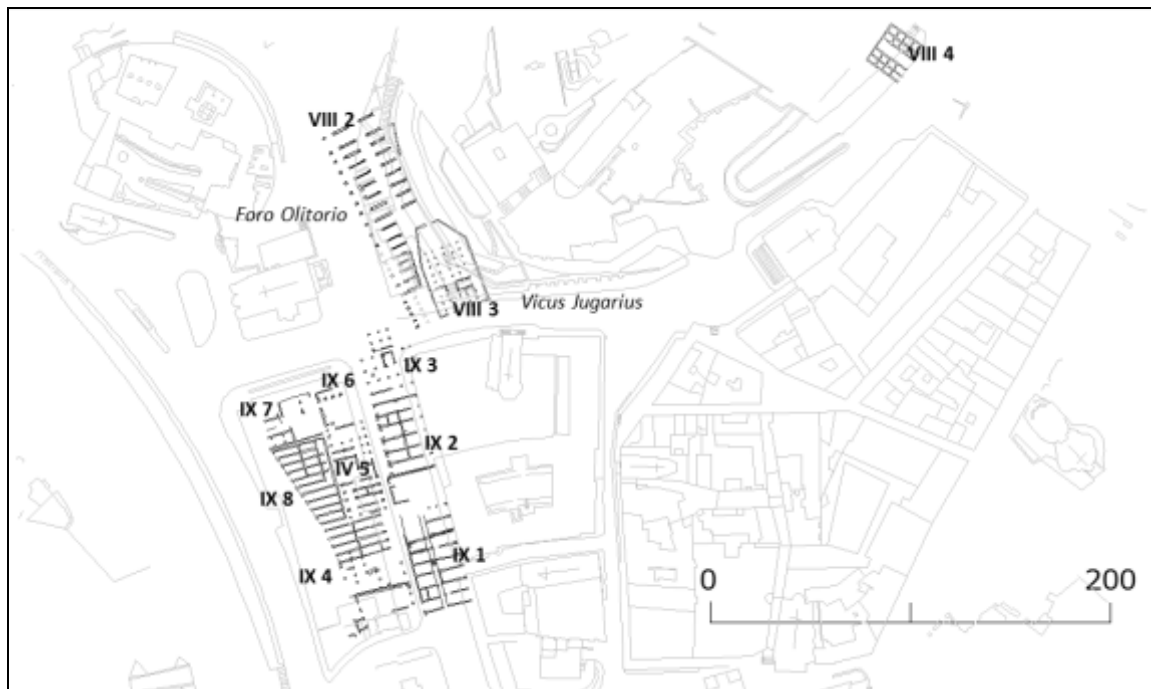 VIII 4
VIII 2
Foro Olitorio
VIII 3
Vicus Jugarius
IX 3
IX 6
IX 7
IX 2
IV 5
IX 8
IX 1
IX 4
0 200